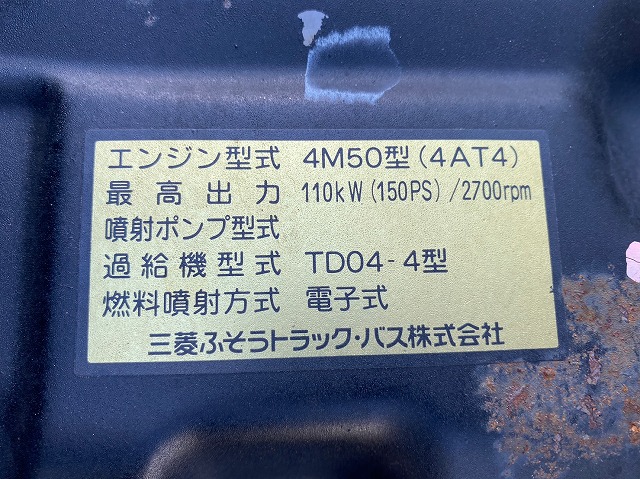 エンジン型式 4M50型(4AT4)
最高出力 110kW(150PS)/2700rpm
噴射ポンプ型式
過給機型式 TD04-4型
燃料噴射方式 電子式
三菱ふそうトラック・バス株式会社